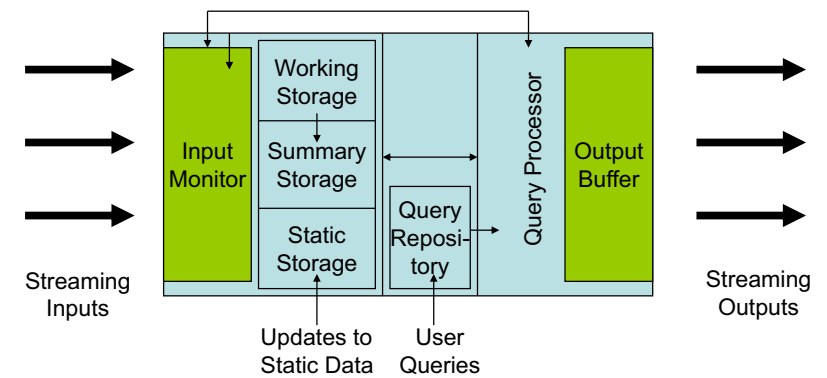 Working
Storage
Input
Monitor
Summary
Storage
Static
Storage
Query
Reposi-
tory
Query Processor
Output
Buffer
Streaming
Inputs
Streaming
Outputs
Updates to
Static Data
User
Queries